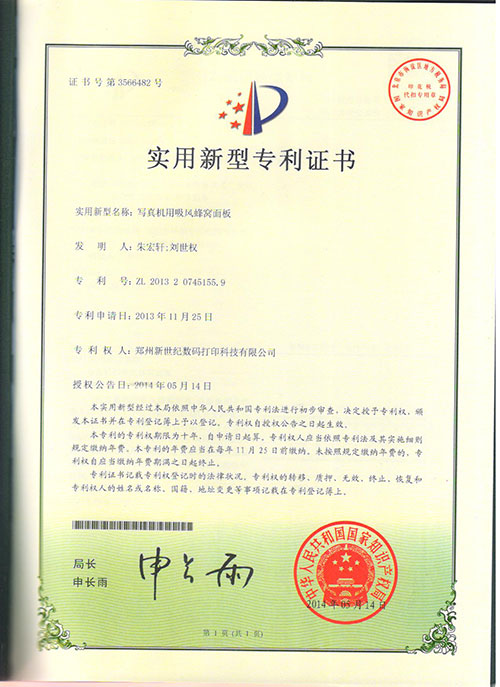 证书号第3566482号
印花税
代扣专用章
国家知识产权局
实用新型专利证书
实用新型名称：写真机用吸风蜂窝面板
发明人：朱宏轩;刘世权
专利号：ZL 2013 2 0745155.9
专利申请日：2013年11月25日
专利权人：郑州新世纪数码打印科技有限公司
授权公告日：2014年05月14日
本实用新型经过本局依照中华人民共和国专利法进行初步审查，决定授予专利权，颁
发本证书并在专利登记簿上予以登记。专利权自授权公告之日起生效。
本专利的专利权期限为十年，自申请日起算。专利权人应当依照专利法及其实施细则
规定缴纳年费。本专利的年费应当在每年11月25日前缴纳。未按照规定缴纳年费的，专利
权自应当缴纳年费期满之日起终止。
专利证书记载专利权登记时的法律状况。专利权的转移、质押、无效、终止、恢复和
专利权人的姓名或名称、国籍、地址变更等事项记载在专利登记簿上。
局长
申长雨
申长雨
中华人民共和国国家知识产权局
2014年05月14日
第1页(共1页)